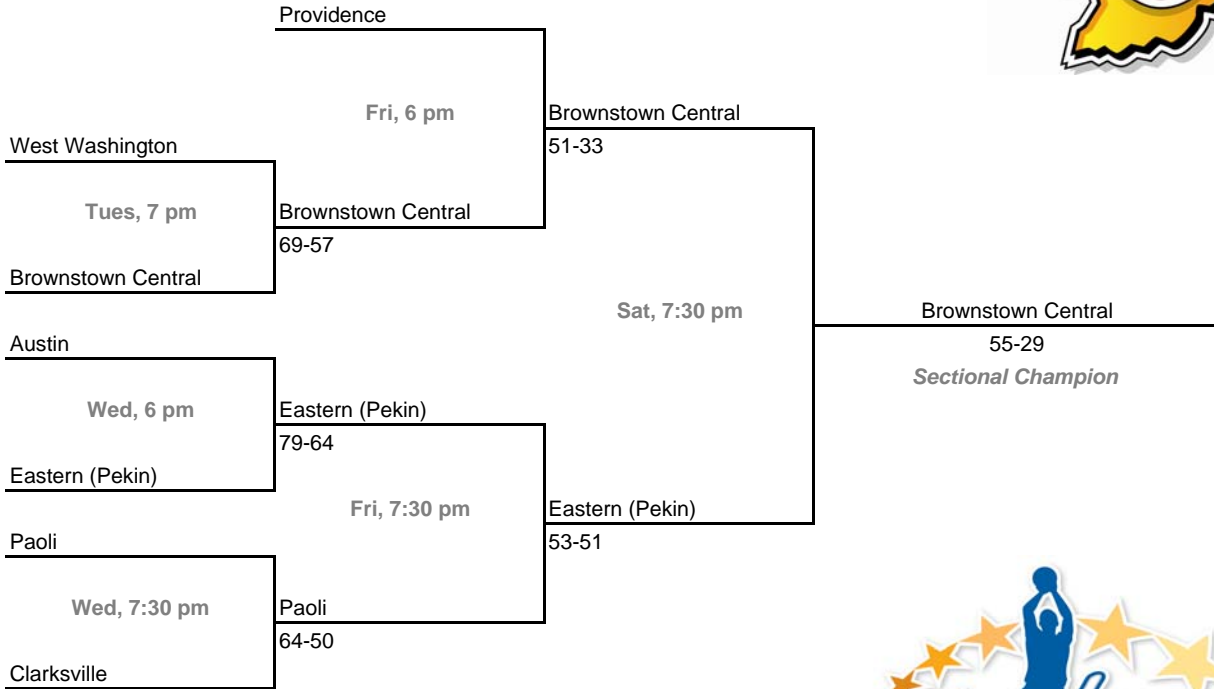 Providence
Fri, 6 pm
Brownstown Central
West Washington
51-33
Tues, 7 pm
Brownstown Central
69-57
Brownstown Central
Sat, 7:30 pm
Brownstown Central
Austin
55-29
Sectional Champion
Wed, 6 pm
Eastern (Pekin)
79-64
Eastern (Pekin)
Fri, 7:30 pm
Eastern (Pekin)
Paoli
53-51
Wed, 7:30 pm
Paoli
64-50
Clarksville